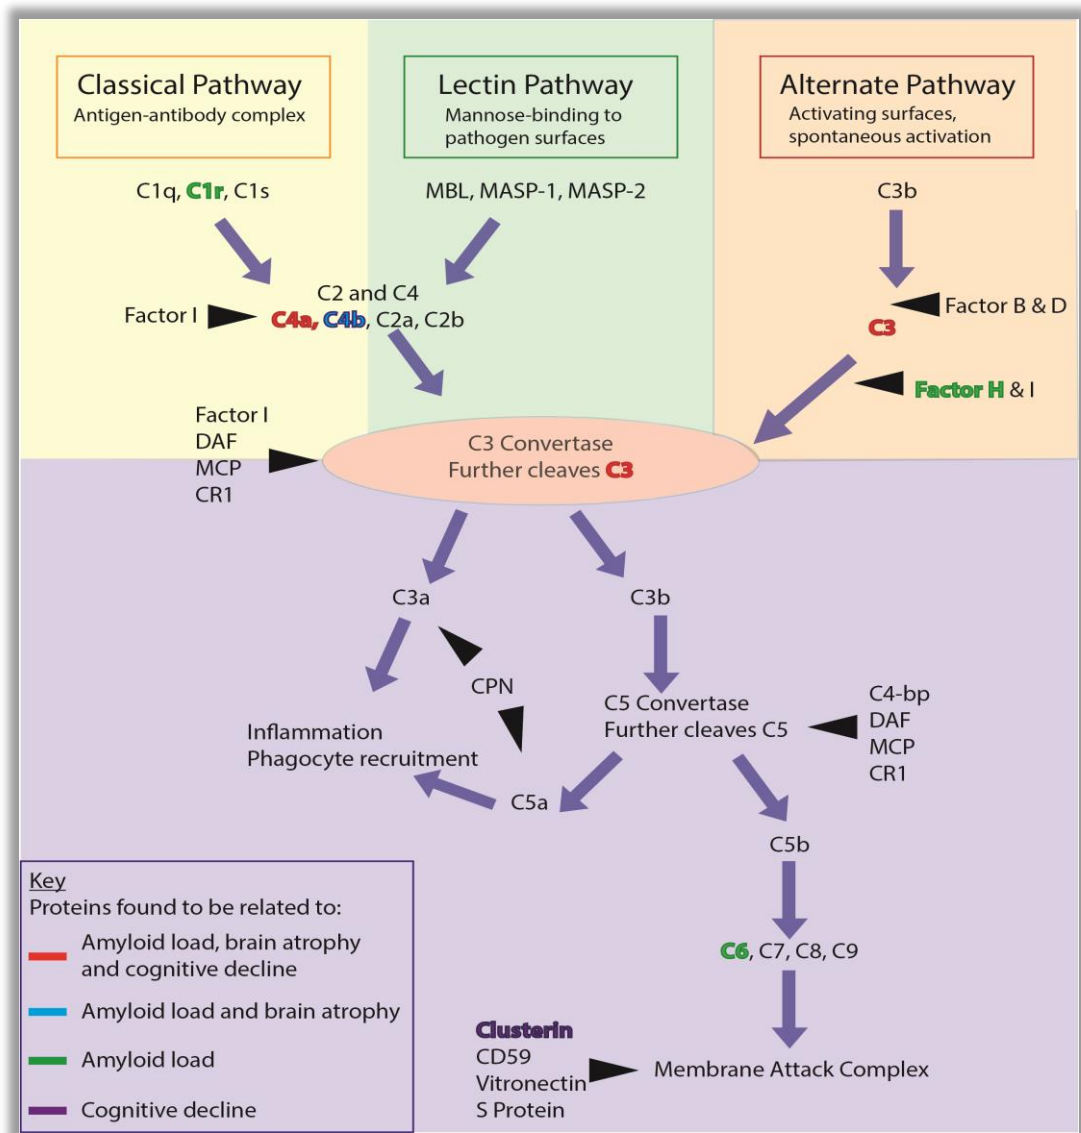 Classical Pathway
Antigen-antibody complex
Lectin Pathway
Mannose-binding to
pathogen surfaces
Alternate Pathway
Activating surfaces,
spontaneous activation
C1q, C1r, C1s
MBL, MASP-1, MASP-2
C3b
C2 and C4
C4a, C4b, C2a, C2b
Factor I
Factor B & D
C3
Factor H & I
Factor I
DAF
MCP
CR1
C3 Convertase
Further cleaves C3
C3a
C3b
CPN
Inflammation
Phagocyte recruitment
C5 Convertase
Further cleaves C5
C4-bp
DAF
MCP
CR1
C5a
C5b
C6, C7, C8, C9
Clusterin
CD59
Vitronectin
S Protein
Membrane Attack Complex
Key
Proteins found to be related to:
Amyloid load, brain atrophy
and cognitive decline
Amyloid load and brain atrophy
Amyloid load
Cognitive decline